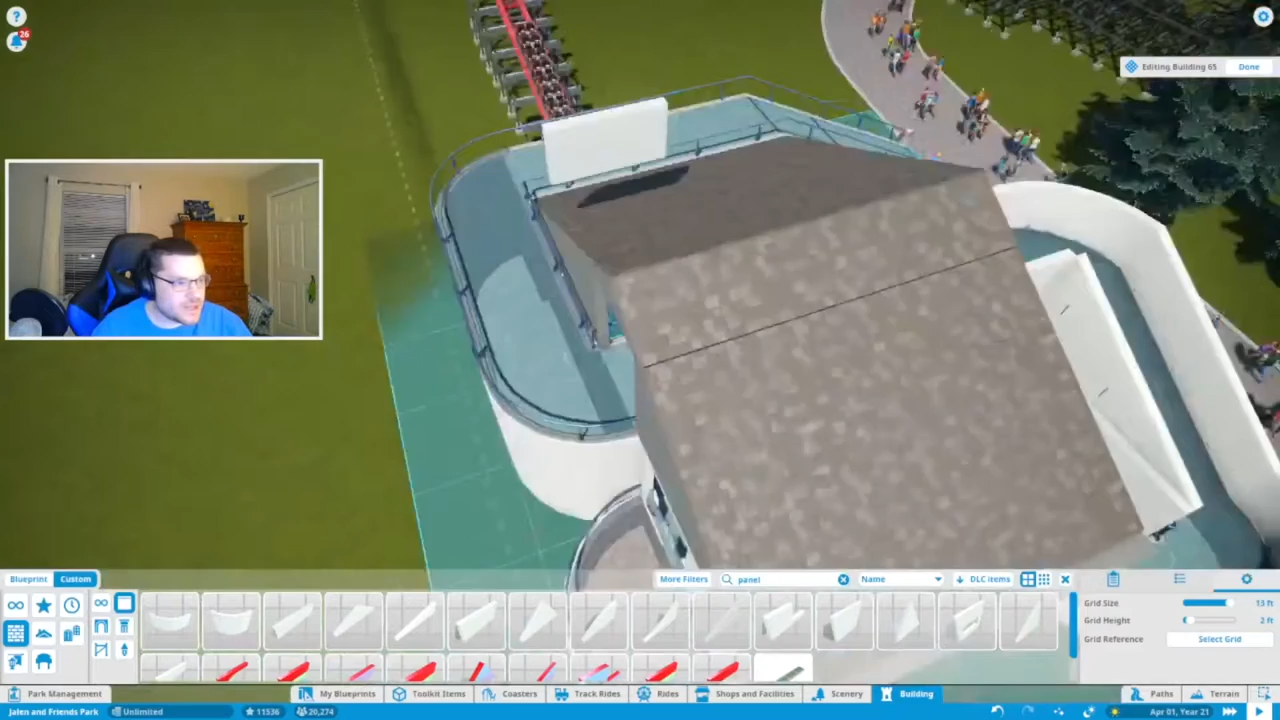 ?
26
Editing Building 65 Done
Blueprint Custom
More Filters panel Name DLC Items
Grid Size 13 ft
Grid Height 2 ft
Grid Reference Select Grid
Park Management My Blueprints Toolkit Items Coasters Track Rides Rides Shops and Facilities Scenery Building Paths Terrain
Jalen and Friends Park Unlimited 11536 20,274 Apr 01, Year 21